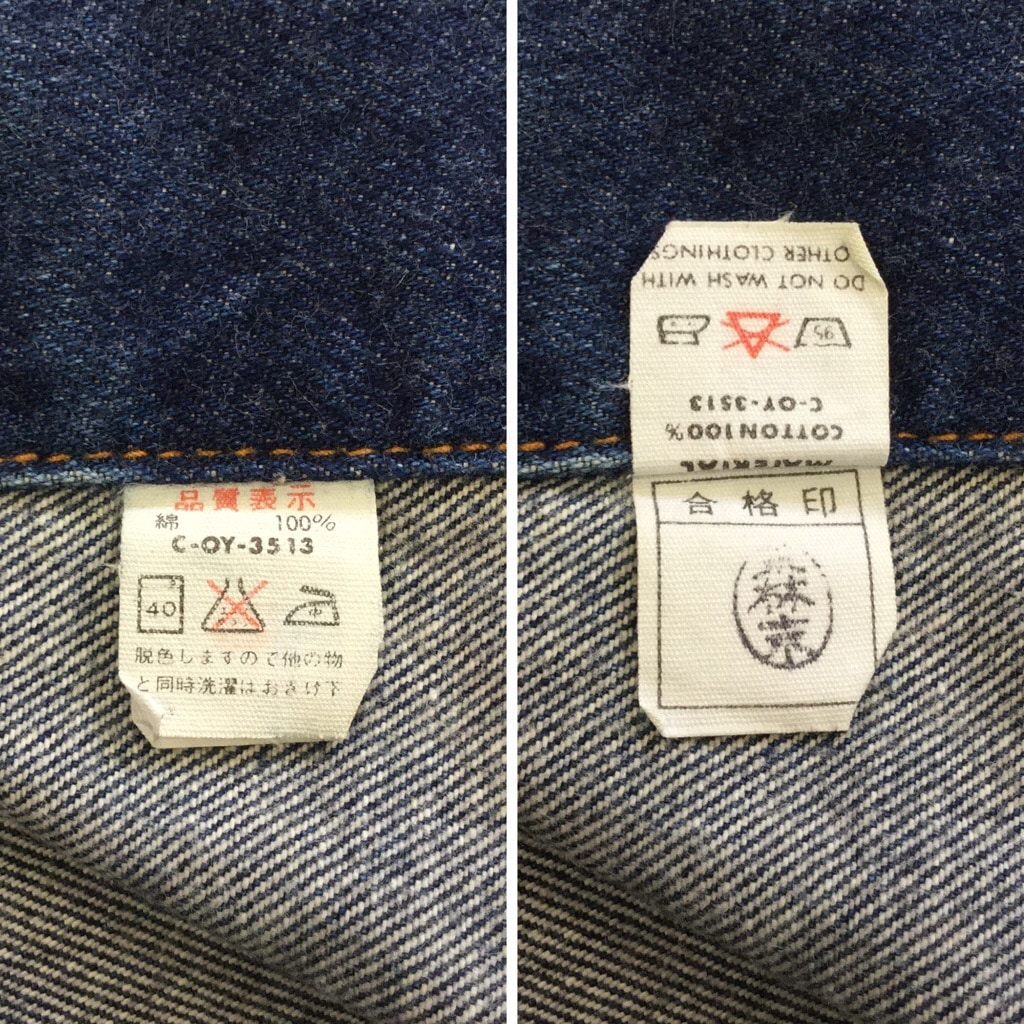 品質表示
綿 100%
C-OY-3513
40
中
脱色しますので他の物
と同時洗濯はおさけ下
MATERIAL
COTTON100%
C-OY-3513
95
DO NOT WASH WITH
OTHER CLOTHINGS
合格印